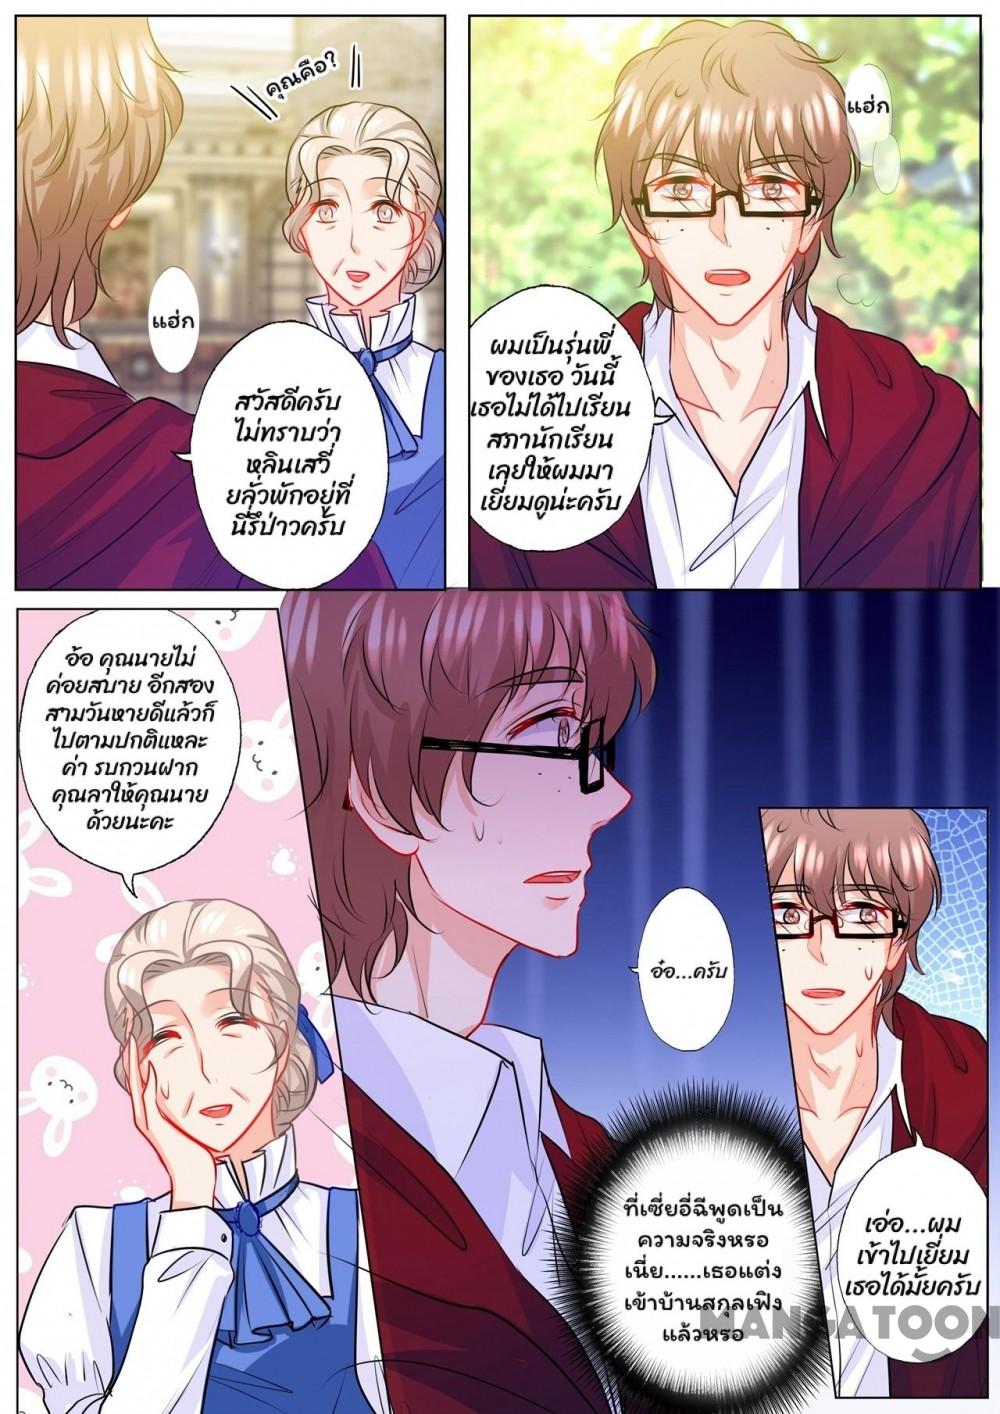 คุณคือ?
แฮ่ก
สวัสดีครับ
ไม่ทราบว่า
หลินเสวี่
ยลั่วพักอยู่ที่
นี่รึป่าวครับ
แฮ่ก
ผมเป็นรุ่นพี่
ของเธอ วันนี้
เธอไม่ได้ไปเรียน
สภานักเรียน
เลยให้ผมมา
เยี่ยมดูน่ะครับ
อ้อ คุณนายไม่
ค่อยสบาย อีกสอง
สามวันหายดีแล้วก็
ไปตามปกติแหละ
ค่า รบกวนฝาก
คุณลาให้คุณนาย
ด้วยนะคะ
อ๋อ...ครับ
ที่เซี่ยอี่ฉีพูดเป็น
ความจริงหรอ
เนี่ย......เธอแต่ง
เข้าบ้านสกุลเฟิง
แล้วหรอ
เอ่อ...ผม
เข้าไปเยี่ยม
เธอได้มั้ยครับ
MANGATOON